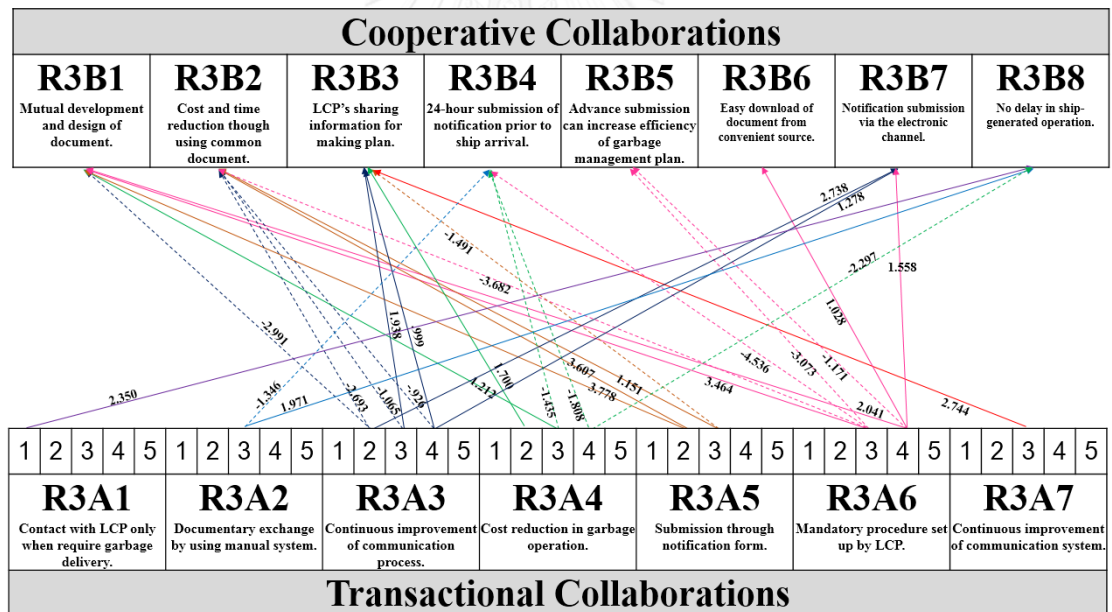 Cooperative Collaborations
R3B1 R3B2 R3B3 R3B4 R3B5 R3B6 R3B7 R3B8
Mutual development
and design of
document.
Cost and time
reduction though
using common
document.
LCP's sharing
information for
making plan.
24-hour submission of
notification prior to
ship arrival.
Advance submission
can increase efficiency
of garbage
management plan.
Easy download of
document from
convenient source.
Notification submission
via the electronic
channel.
No delay in ship-
generated operation.
2.738
1.278
-1.491
-2.297
-3.682
1.558
1.938
.999
1.028
-2.991
-4.536
-3.073
-1.171
1.700
-3.607
1.151
-1.346
3.464
2.350
1.971
-2.693
-1.065
-.926
1.212
-1.435
-1.808
3.778
2.041
2.744
1 2 3 4 5 1 2 3 4 5 1 2 3 4 5 1 2 3 4 5 1 2 3 4 5 1 2 3 4 5 1 2 3 4 5
R3A1 R3A2 R3A3 R3A4 R3A5 R3A6 R3A7
Contact with LCP only
when require garbage
delivery.
Documentary exchange
by using manual system.
Continuous improvement
of communication
process.
Cost reduction in garbage
operation.
Submission through
notification form.
Mandatory procedure set
up by LCP.
Continuous improvement
of communication system.
Transactional Collaborations